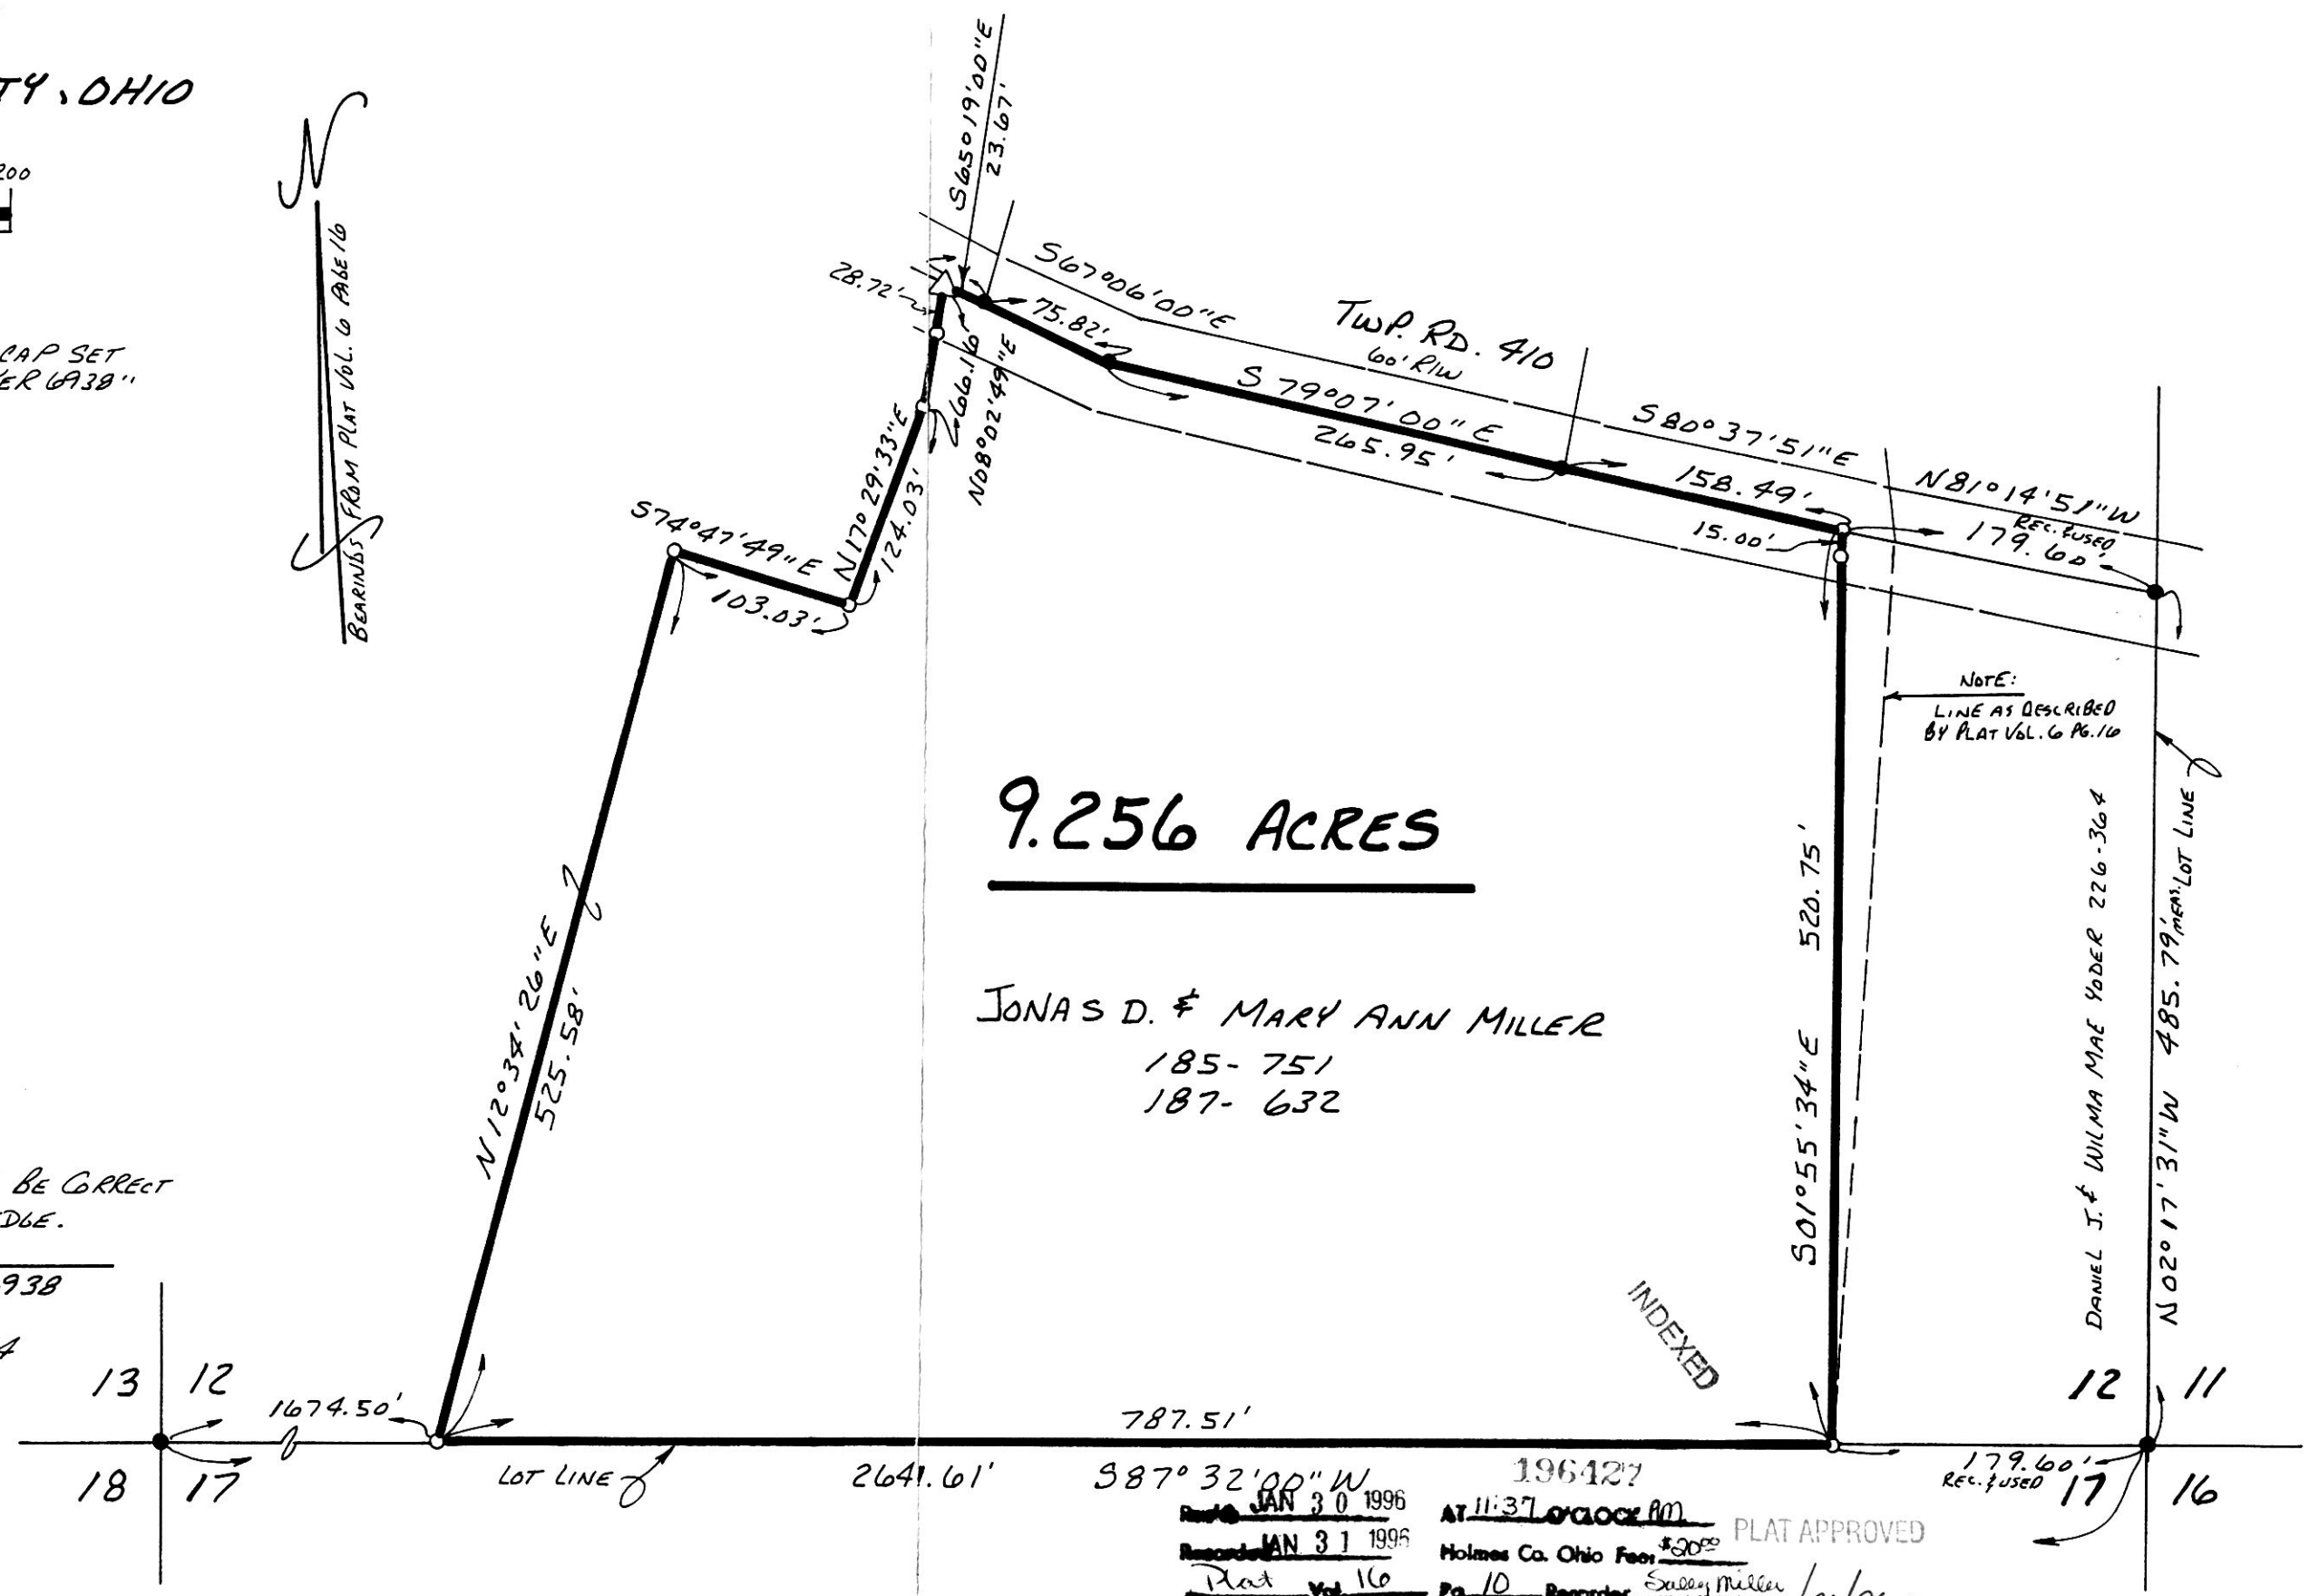 TY, OHIO
200
N
BEARINGS FROM PLAT VOL. 6 PAGE 16
CAP SET
ER 6938"
S65°19'00"E
23.67'
28.72'
S67°06'00"E
75.82'
TWP. RD. 410
60' R/W
S 79°07'00" E
265.95'
S80°37'51"E
158.49'
N81°14'51"W
REC. & USED
179.60'
15.00'
66.16'
N08°02'49"E
N17°29'33"E
124.03'
S74°47'49"E
103.03'
NOTE:
LINE AS DESCRIBED
BY PLAT VOL. 6 PG. 16
9.256 ACRES
JONAS D. & MARY ANN MILLER
185-751
187-632
N12°34'26"E
525.58'
S01°55'34"E 520.75'
DANIEL J. & WILMA MAE YODER 226-364
N02°17'31"W 485.79' MEAS. LOT LINE
BE CORRECT
DGE.
938
INDEXED
13 12
18 17
1674.50'
787.51'
LOT LINE
2641.61' S87°32'00"W
179.60'
REC. & USED
12 11
17 16
196427
Rec'd JAN 30 1996 AT 11:37 O'CLOCK AM
Recorded JAN 31 1996 Holmes Co. Ohio Fee: $20.00
PLAT APPROVED
Plat Vol 16 Pg 10 Recorder Sally Miller